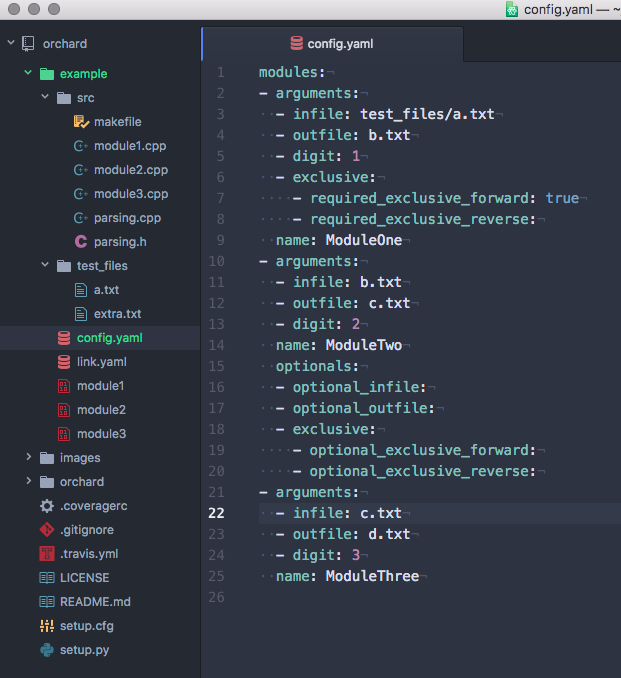 config.yaml — ~
orchard
example
src
makefile
module1.cpp
module2.cpp
module3.cpp
parsing.cpp
parsing.h
test_files
a.txt
extra.txt
config.yaml
link.yaml
module1
module2
module3
images
orchard
.coveragerc
.gitignore
.travis.yml
LICENSE
README.md
setup.cfg
setup.py
config.yaml
1 modules:
2 - arguments:
3   - infile: test_files/a.txt
4   - outfile: b.txt
5   - digit: 1
6   - exclusive:
7     - required_exclusive_forward: true
8     - required_exclusive_reverse:
9   name: ModuleOne
10 - arguments:
11   - infile: b.txt
12   - outfile: c.txt
13   - digit: 2
14   name: ModuleTwo
15   optionals:
16   - optional_infile:
17   - optional_outfile:
18   - exclusive:
19     - optional_exclusive_forward:
20     - optional_exclusive_reverse:
21 - arguments:
22   - infile: c.txt
23   - outfile: d.txt
24   - digit: 3
25   name: ModuleThree
26